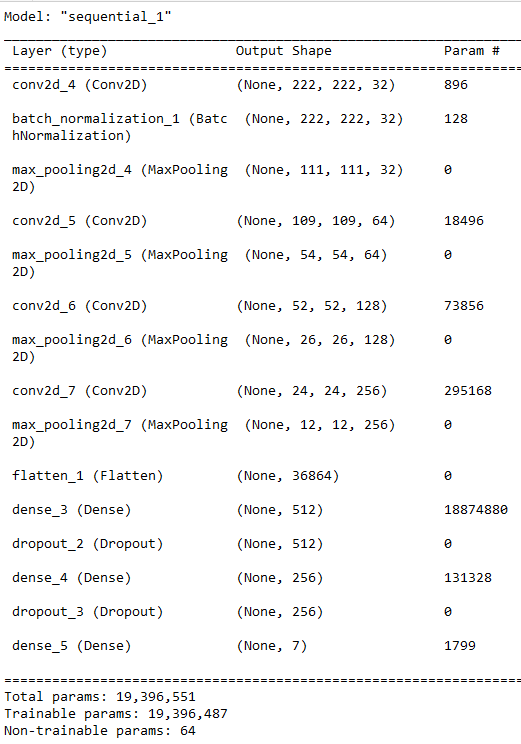 Model: "sequential_1"
_________________________________________________________________
Layer (type) Output Shape Param #
=================================================================
conv2d_4 (Conv2D) (None, 222, 222, 32) 896
batch_normalization_1 (Batc (None, 222, 222, 32) 128
hNormalization)
max_pooling2d_4 (MaxPooling (None, 111, 111, 32) 0
2D)
conv2d_5 (Conv2D) (None, 109, 109, 64) 18496
max_pooling2d_5 (MaxPooling (None, 54, 54, 64) 0
2D)
conv2d_6 (Conv2D) (None, 52, 52, 128) 73856
max_pooling2d_6 (MaxPooling (None, 26, 26, 128) 0
2D)
conv2d_7 (Conv2D) (None, 24, 24, 256) 295168
max_pooling2d_7 (MaxPooling (None, 12, 12, 256) 0
2D)
flatten_1 (Flatten) (None, 36864) 0
dense_3 (Dense) (None, 512) 18874880
dropout_2 (Dropout) (None, 512) 0
dense_4 (Dense) (None, 256) 131328
dropout_3 (Dropout) (None, 256) 0
dense_5 (Dense) (None, 7) 1799
=================================================================
Total params: 19,396,551
Trainable params: 19,396,487
Non-trainable params: 64